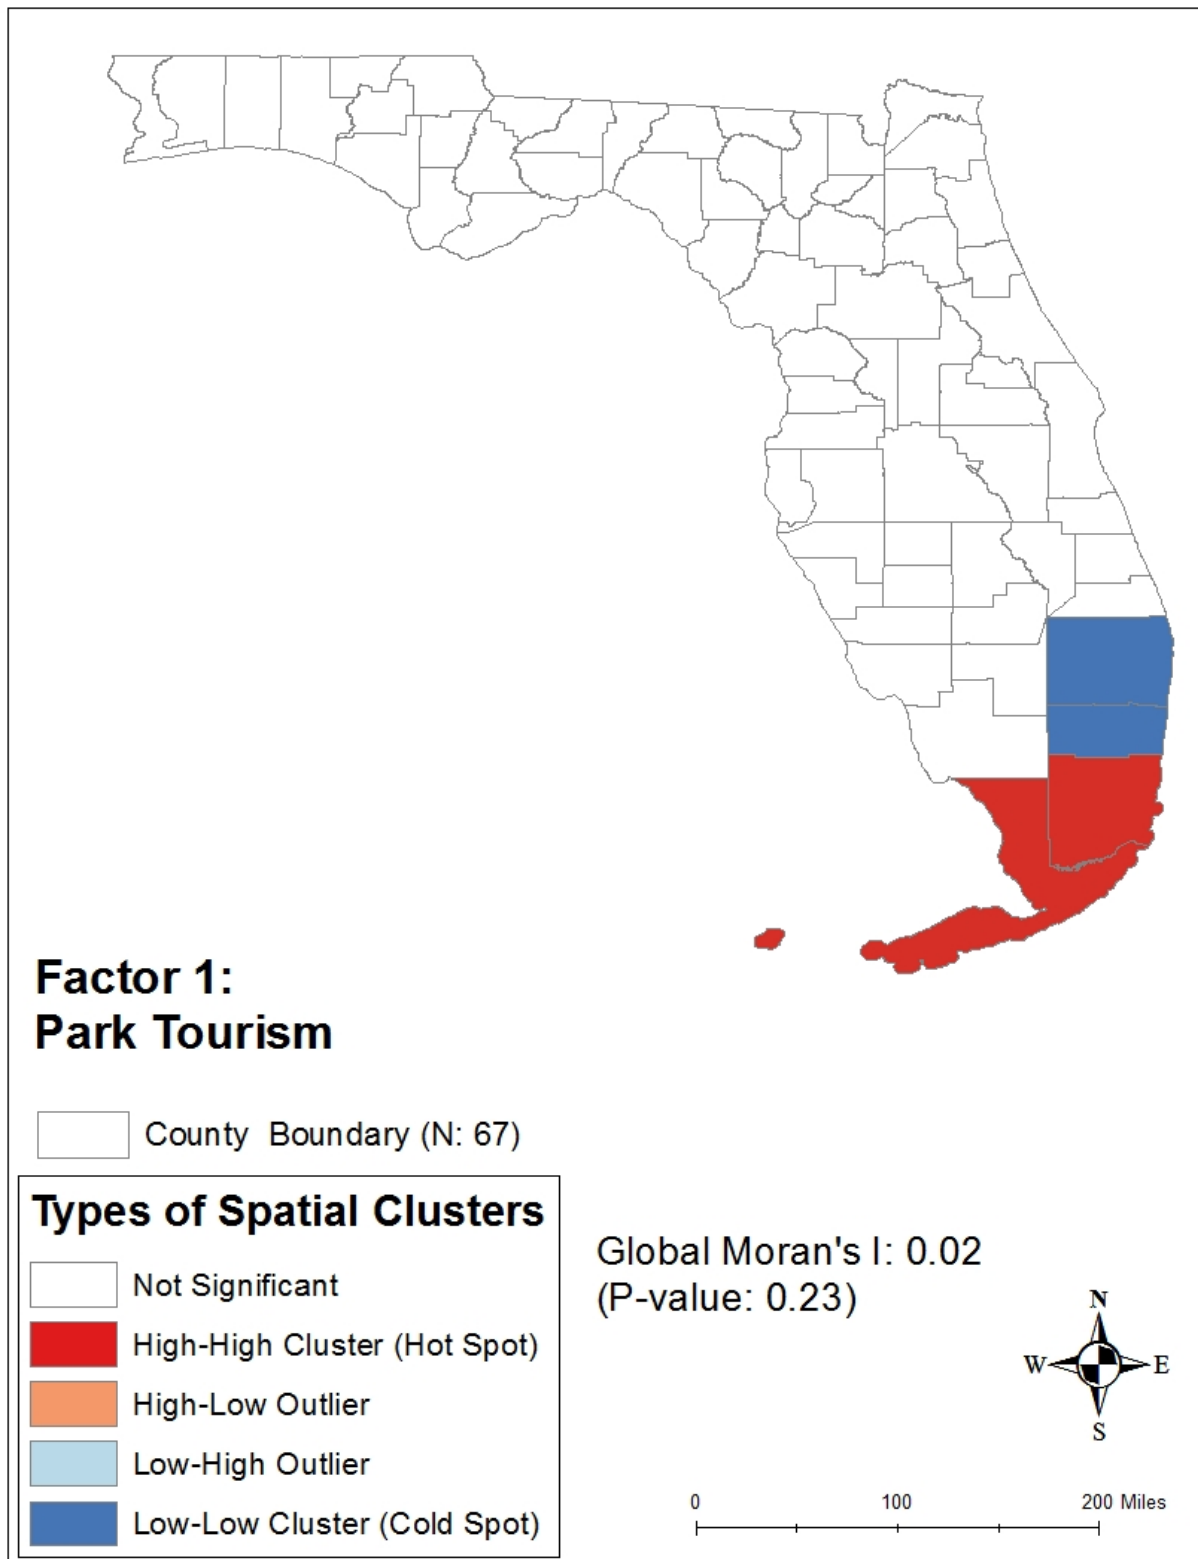 Factor 1:
Park Tourism
County Boundary (N: 67)
Types of Spatial Clusters
Not Significant
High-High Cluster (Hot Spot)
High-Low Outlier
Low-High Outlier
Low-Low Cluster (Cold Spot)
Global Moran's I: 0.02
(P-value: 0.23)
N
W E
S
0 100 200 Miles